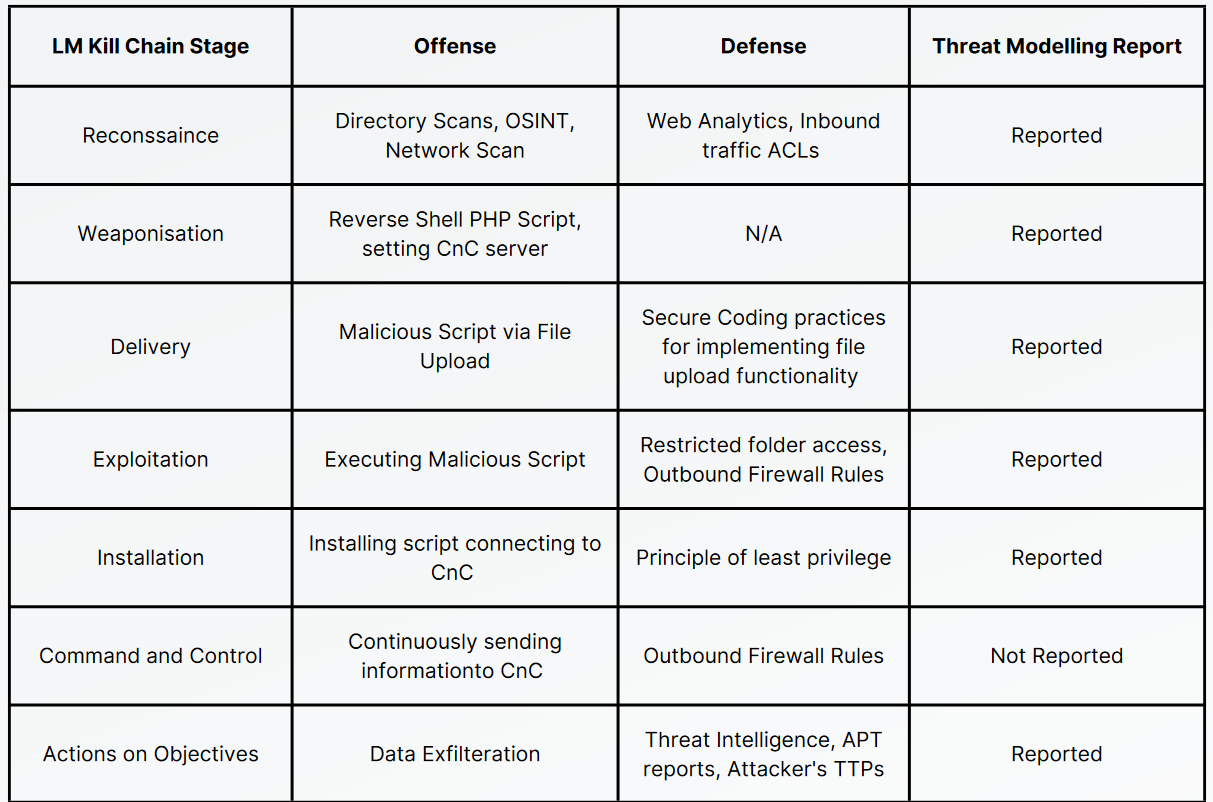 LM Kill Chain Stage
Offense
Defense
Threat Modelling Report
Reconssaince
Directory Scans, OSINT,
Network Scan
Web Analytics, Inbound
traffic ACLs
Reported
Weaponisation
Reverse Shell PHP Script,
setting CnC server
N/A
Reported
Delivery
Malicious Script via File
Upload
Secure Coding practices
for implementing file
upload functionality
Reported
Exploitation
Executing Malicious Script
Restricted folder access,
Outbound Firewall Rules
Reported
Installation
Installing script connecting to
CnC
Principle of least privilege
Reported
Command and Control
Continuously sending
informationto CnC
Outbound Firewall Rules
Not Reported
Actions on Objectives
Data Exfilteration
Threat Intelligence, APT
reports, Attacker's TTPs
Reported